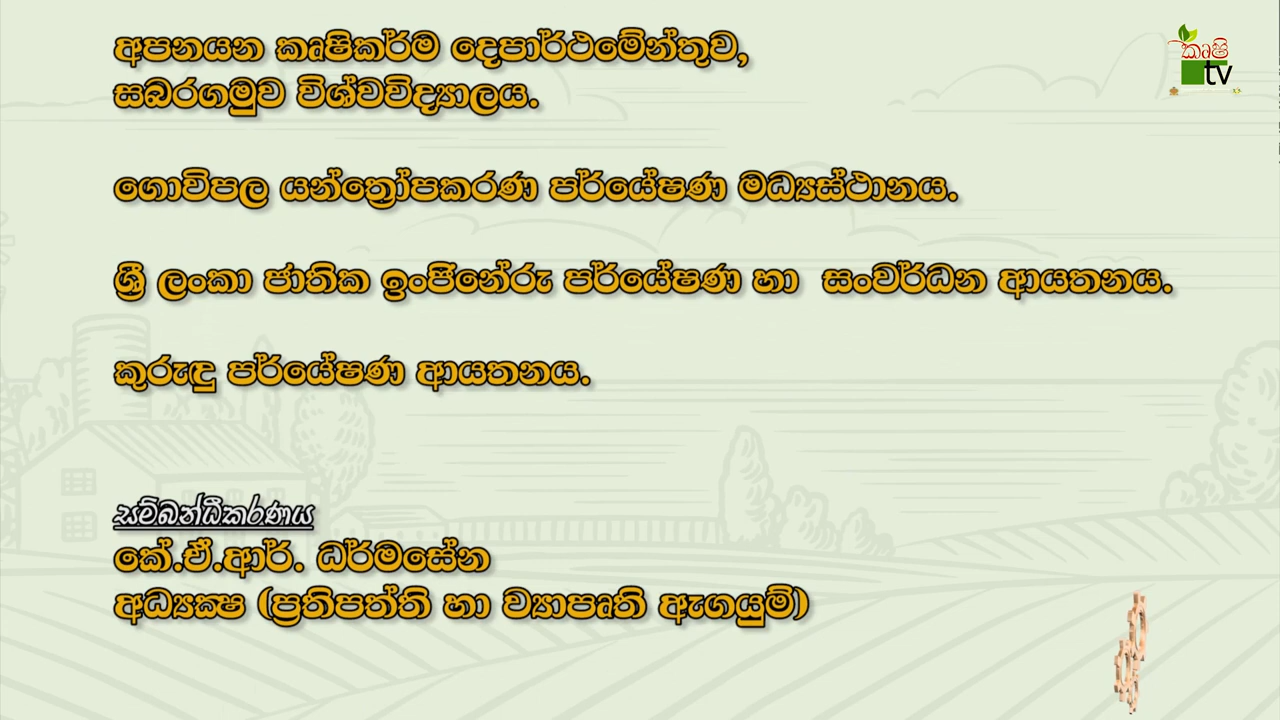 අපනයන කෘෂිකර්ම දෙපාර්ථමේන්තුව,
සබරගමුව විශ්වවිද්‍යාලය.
ගොවිපල යන්ත්‍රෝපකරණ පර්යේෂණ මධ්‍යස්ථානය.
ශ්‍රී ලංකා ජාතික ඉංජිනේරු පර්යේෂණ හා සංවර්ධන ආයතනය.
කුරුඳු පර්යේෂණ ආයතනය.
සම්බන්ධීකරණය
කේ.ඒ.ආර්. ධර්මසේන
අධ්‍යක්ෂ (ප්‍රතිපත්ති හා ව්‍යාපෘති ඇගයුම්)
කෘෂි
tv